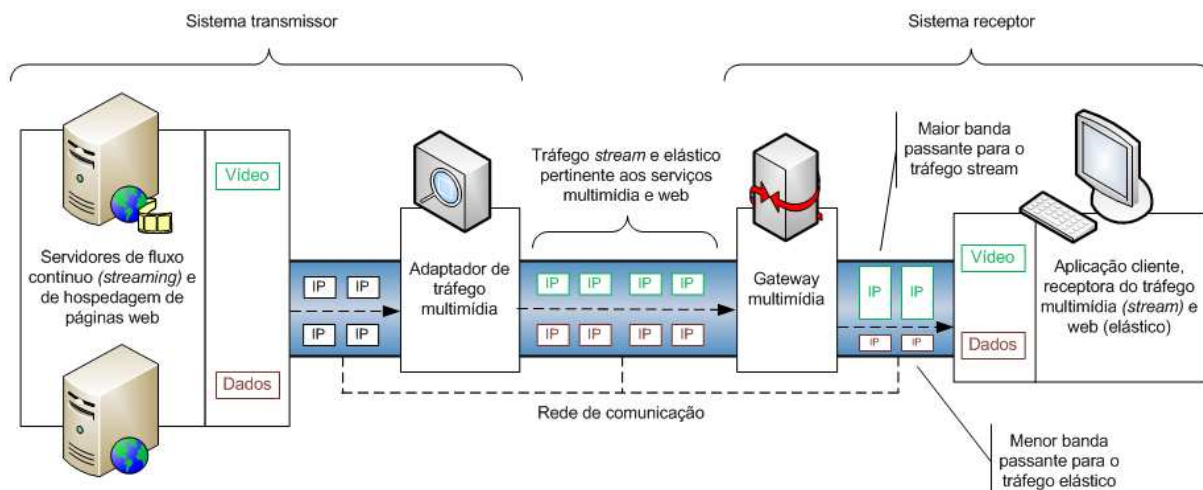 Sistema transmissor
Sistema receptor
Vídeo
Servidores de fluxo
contínuo (streaming) e
de hospedagem de
páginas web
Dados
IP IP
IP IP
Adaptador de
tráfego
multimídia
Tráfego stream e elástico
pertinente aos serviços
multimídia e web
IP IP IP IP
IP IP IP IP
Gateway
multimídia
Maior banda
passante para o
tráfego stream
IP IP
IP IP
Vídeo
Dados
Aplicação cliente,
receptora do tráfego
multimídia (stream) e
web (elástico)
Rede de comunicação
Menor banda
passante para o
tráfego elástico